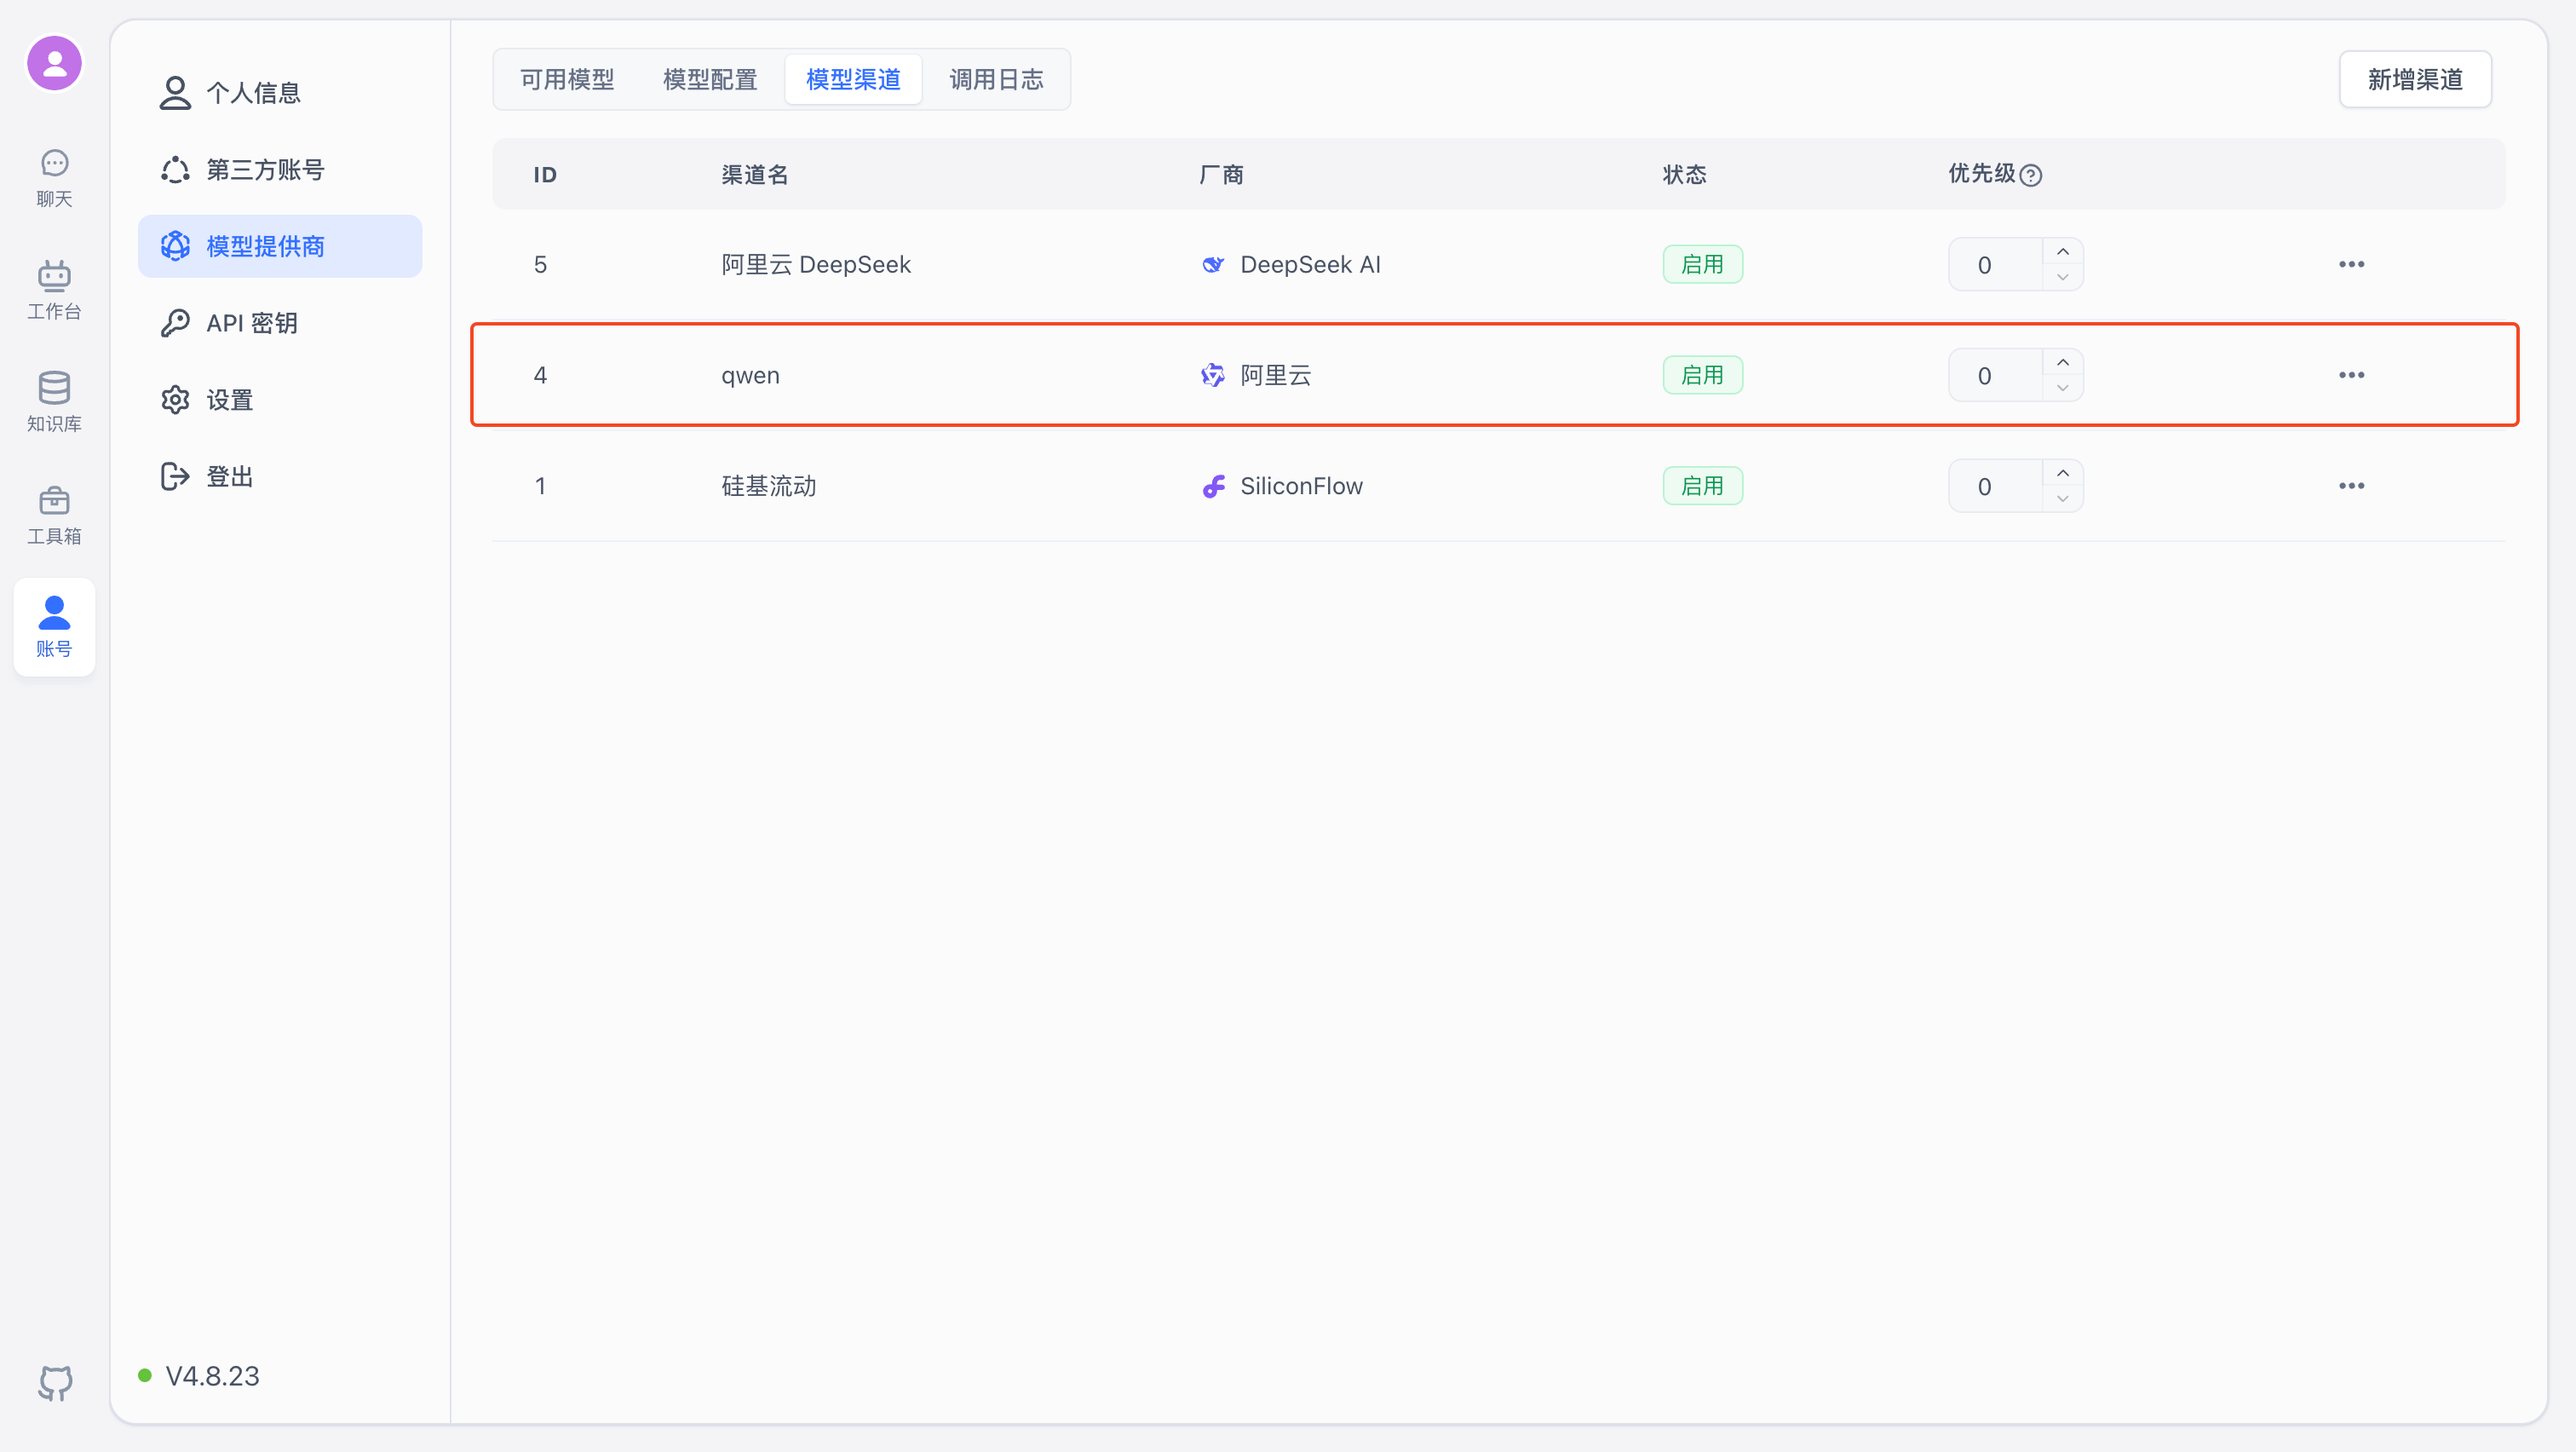 聊天
工作台
知识库
工具箱
账号
个人信息
第三方账号
模型提供商
API 密钥
设置
登出
V4.8.23
可用模型 模型配置 模型渠道 调用日志 新增渠道
ID 渠道名 厂商 状态 优先级
5 阿里云 DeepSeek DeepSeek AI 启用 0
4 qwen 阿里云 启用 0
1 硅基流动 SiliconFlow 启用 0